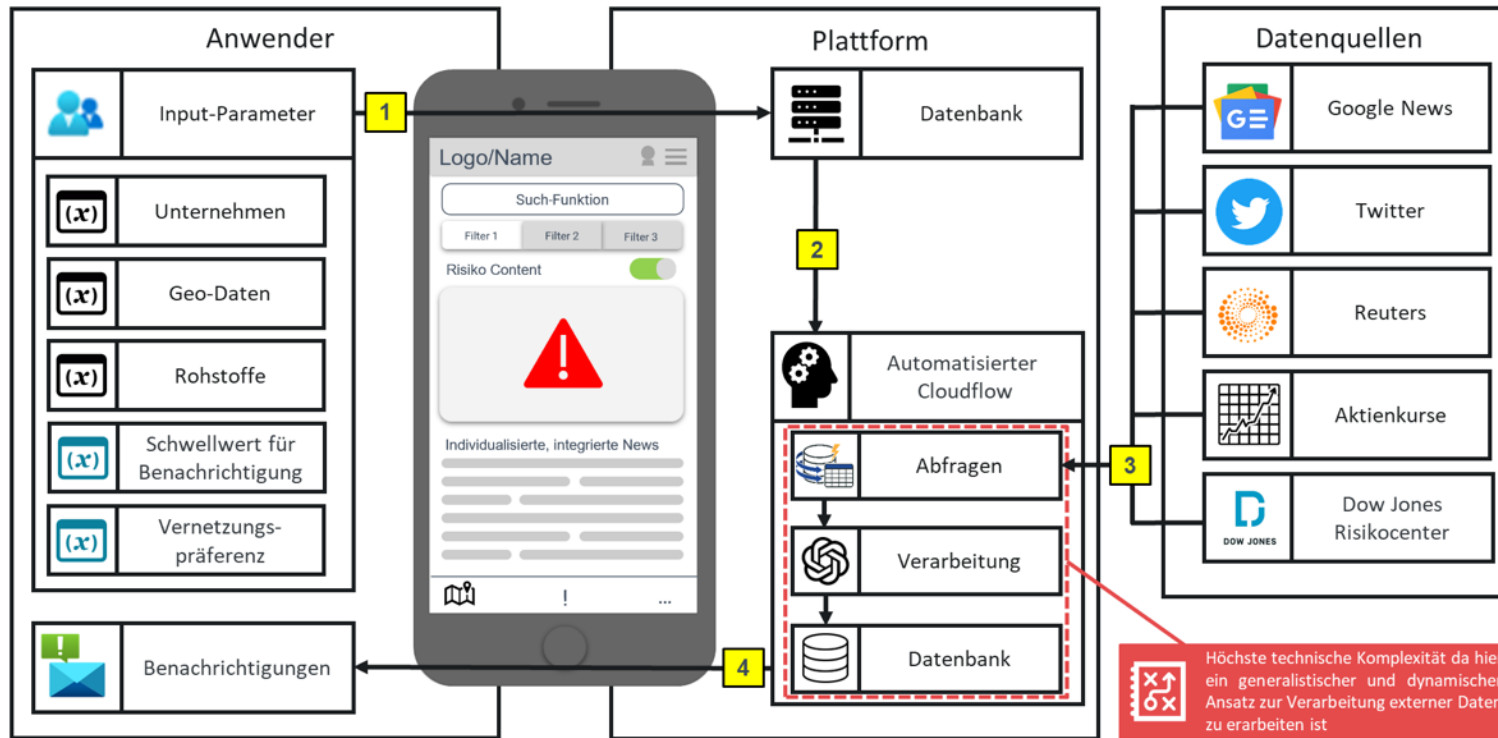 Anwender
Input-Parameter
(x)
Unternehmen
(x)
Geo-Daten
(x)
Rohstoffe
(x)
Schwellwert für
Benachrichtigung
(x)
Vernetzungs-
präferenz
!
Benachrichtigungen
1
Logo/Name
Such-Funktion
Filter 1
Filter 2
Filter 3
Risiko Content
!
Individualisierte, integrierte News
!
...
Plattform
Datenbank
2
Automatisierter
Cloudflow
Abfragen
Verarbeitung
Datenbank
3
4
Datenquellen
GE
Google News
Twitter
Reuters
Aktienkurse
DOW JONES
Dow Jones
Risikocenter
Höchste technische Komplexität da hie
ein generalistischer und dynamischer
Ansatz zur Verarbeitung externer Daten
zu erarbeiten ist